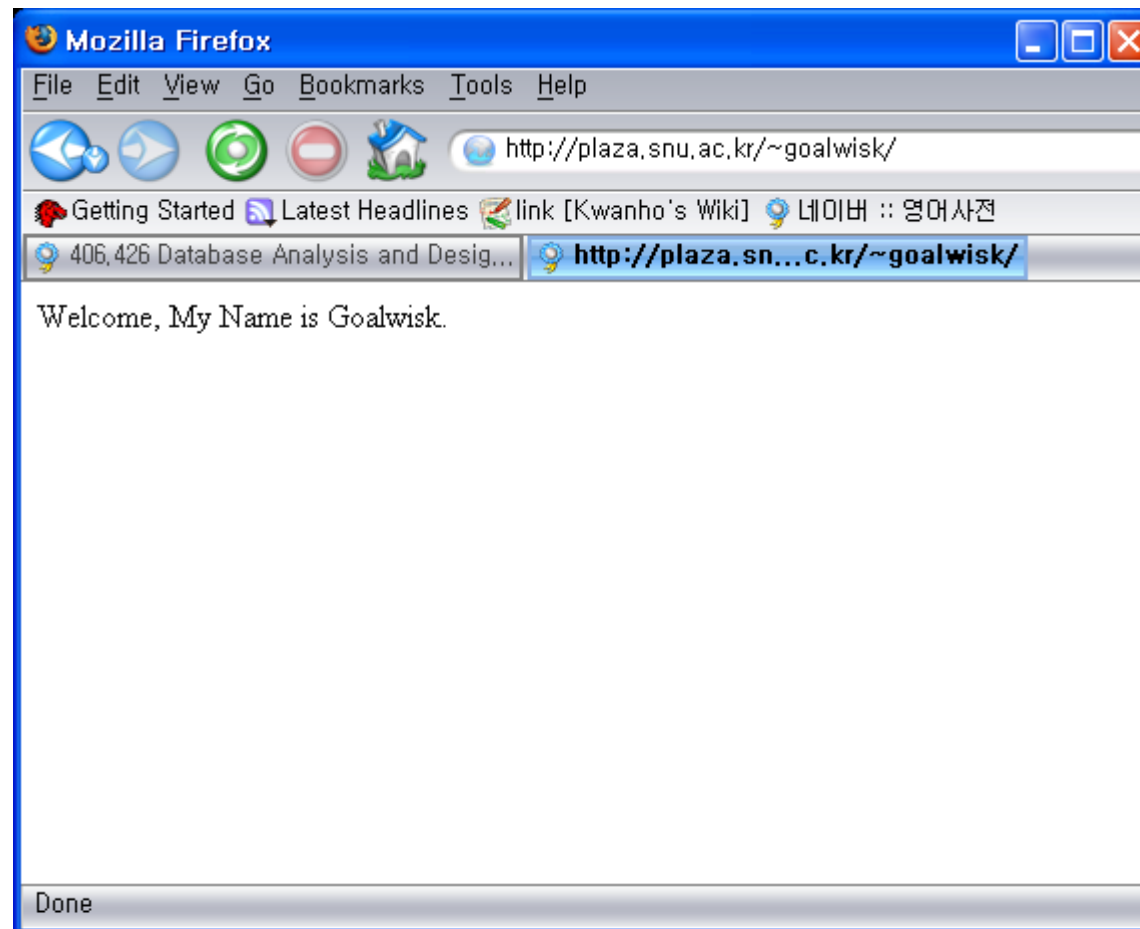 Mozilla Firefox
File Edit View Go Bookmarks Tools Help
http://plaza.snu.ac.kr/~goalwisk/
Getting Started Latest Headlines link [Kwanho's Wiki] 네이버 :: 영어사전
406.426 Database Analysis and Desig... http://plaza.sn...c.kr/~goalwisk/
Welcome, My Name is Goalwisk.
Done